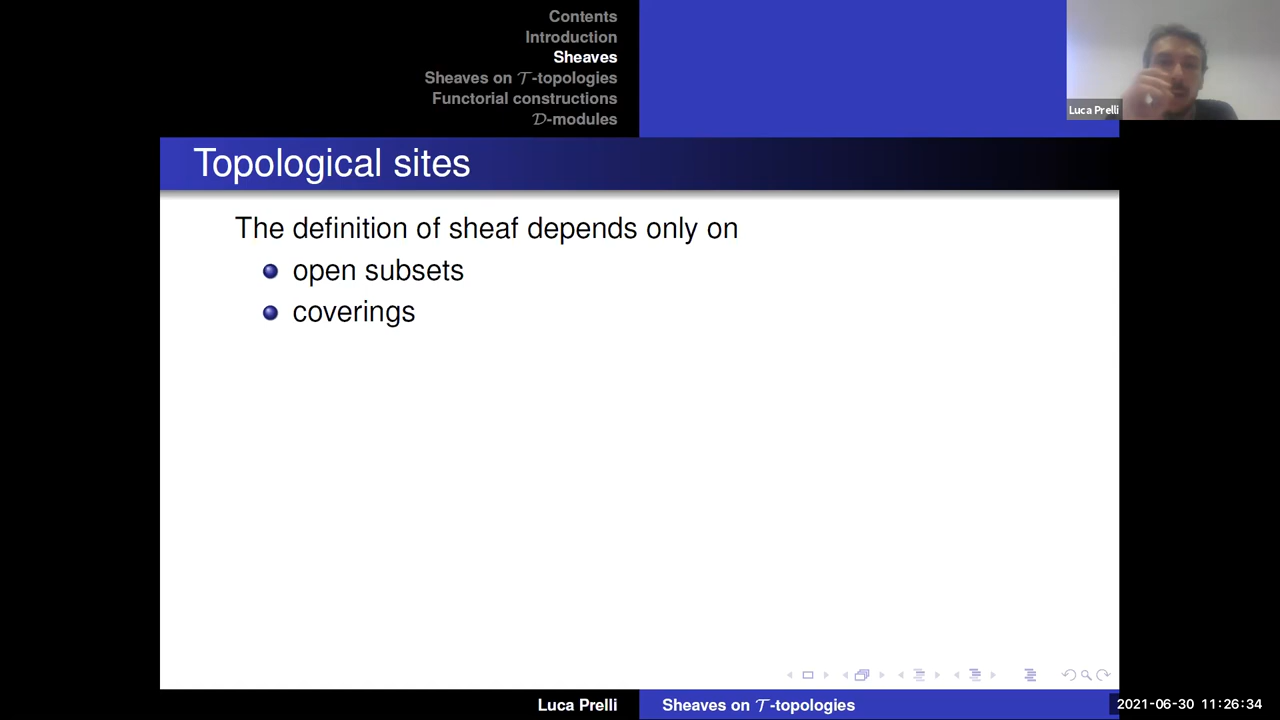 Contents
Introduction
Sheaves
Sheaves on 𝒯-topologies
Functorial constructions
𝒟-modules
Luca Prelli
Topological sites
The definition of sheaf depends only on
open subsets
coverings
Luca Prelli
Sheaves on 𝒯-topologies
2021-06-30 11:26:34